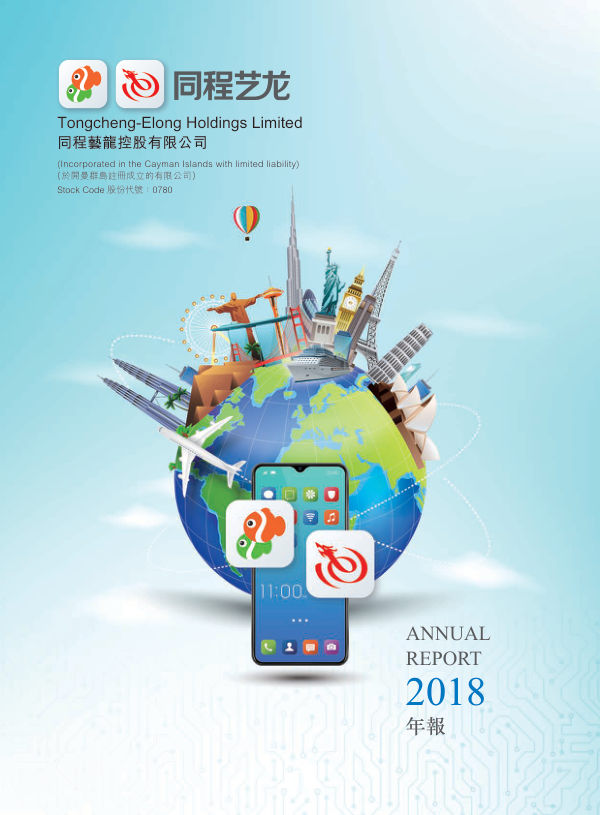 同程艺龙
Tongcheng-Elong Holdings Limited
同程藝龍控股有限公司
(Incorporated in the Cayman Islands with limited liability)
(於開曼群島註冊成立的有限公司)
Stock Code 股份代號：0780
11:00
ANNUAL
REPORT
2018
年報